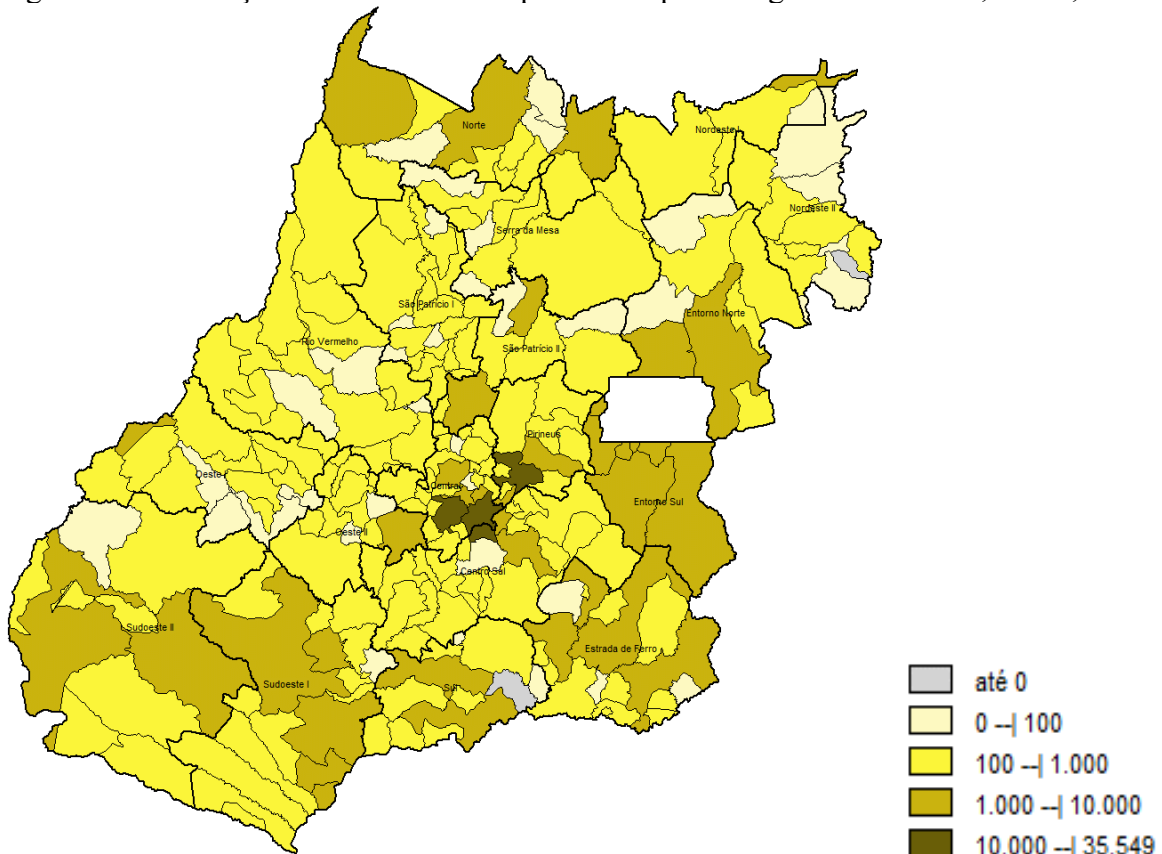 Norte
Nordeste I
Nordeste II
Serra da Mesa
São Patrício I
Entorno Norte
Rio Vermelho
São Patrício II
Pirineus
Oeste I
Central
Entorno Sul
Oeste II
Centro Sul
Sudoeste II
Estrada de Ferro
Sudoeste I
Sul
até 0
0 --| 100
100 --| 1.000
1.000 --| 10.000
10.000 --| 35.549